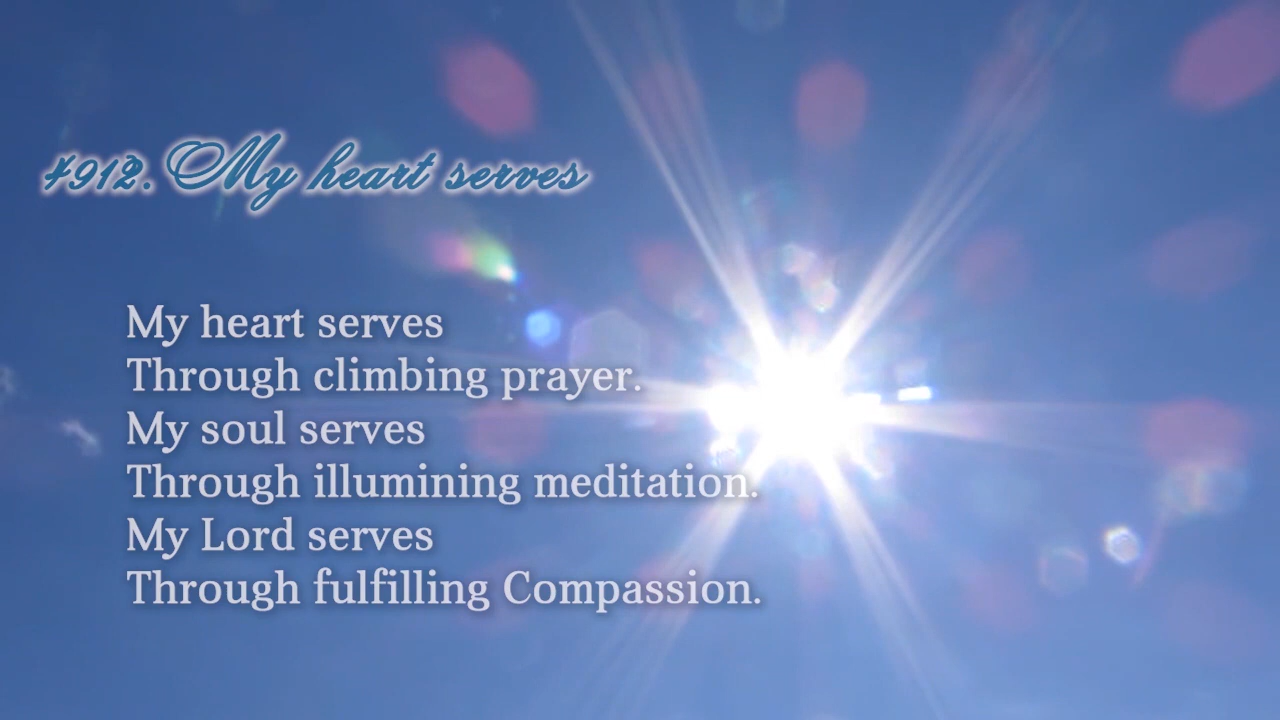 #912. My heart serves
My heart serves
Through climbing prayer.
My soul serves
Through illumining meditation.
My Lord serves
Through fulfilling Compassion.